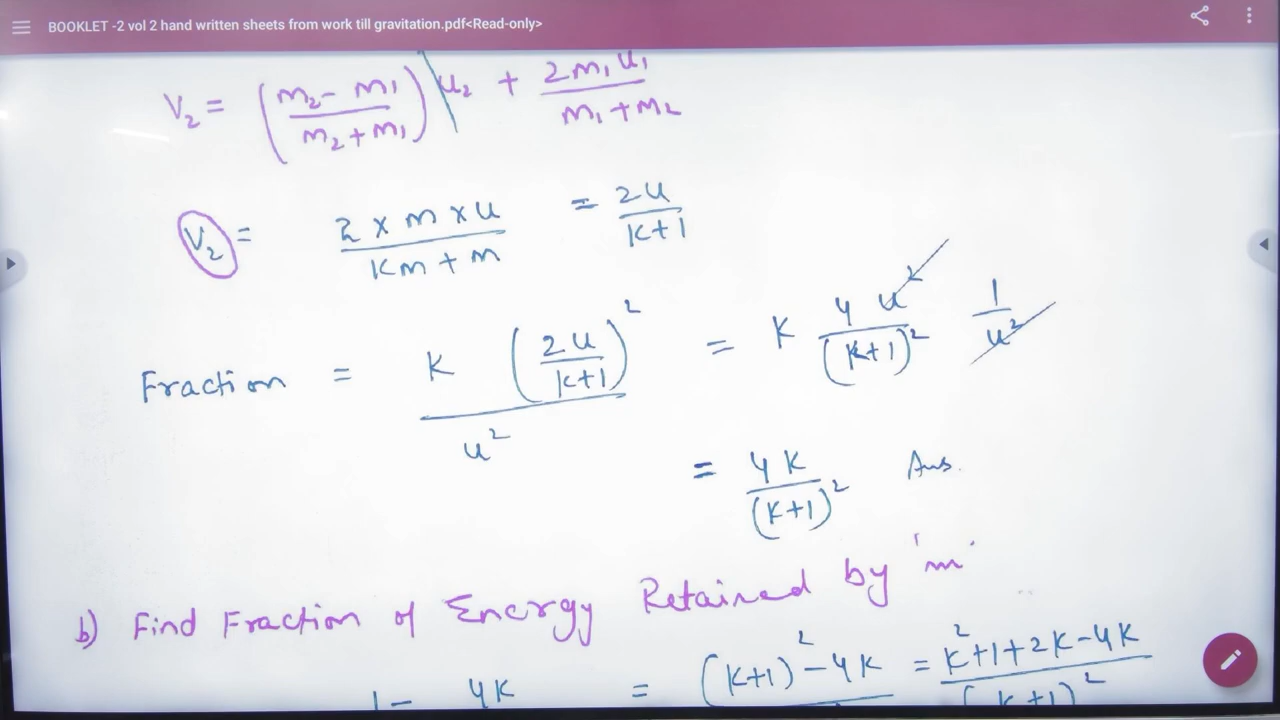 BOOKLET -2 vol 2 hand written sheets from work till gravitation.pdf<Read-only>
V₂ = ((m₂ - m₁)/(m₂ + m₁)) u₂ + (2m₁u₁)/(m₁ + m₂)
V₂ = (2 × m × u)/(Km + m) = 2u/(k+1)
Fraction = K (2u/(k+1))² / u² = K (4u²)/(k+1)² 1/u²
= 4K/(K+1)² Ans.
b) Find Fraction of Energy Retained by 'm'
1 - 4K = (K+1)² - 4K = (K² + 1 + 2K - 4K)/(K+1)²